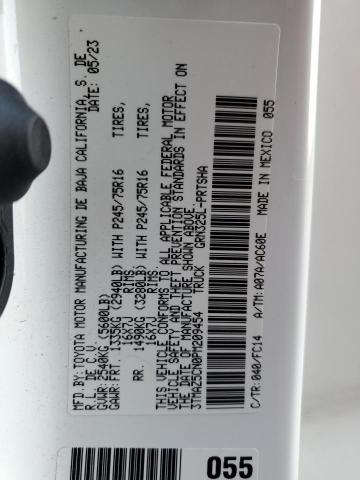 MFD.BY:TOYOTA MOTOR MANUFACTURING DE BAJA CALIFORNIA, S. DE
R.L. DE C.V. DATE: 05/23
GVWR: 2540KG (5600LB)
GAWR: FRT. 1335KG (2940LB) WITH P245/75R16 TIRES,
16X7J RIMS.
RR. 1490KG (3280LB) WITH P245/75R16 TIRES,
16X7J RIMS.
THIS VEHICLE CONFORMS TO ALL APPLICABLE FEDERAL MOTOR
VEHICLE SAFETY AND THEFT PREVENTION STANDARDS IN EFFECT ON
THE DATE OF MANUFACTURE SHOWN ABOVE.
3TMAZ5CN0PM209454 TRUCK GRN325L-PRTSHA
C/TR:040/FC14 A/TM:A07A/AC60E MADE IN MEXICO 055
055